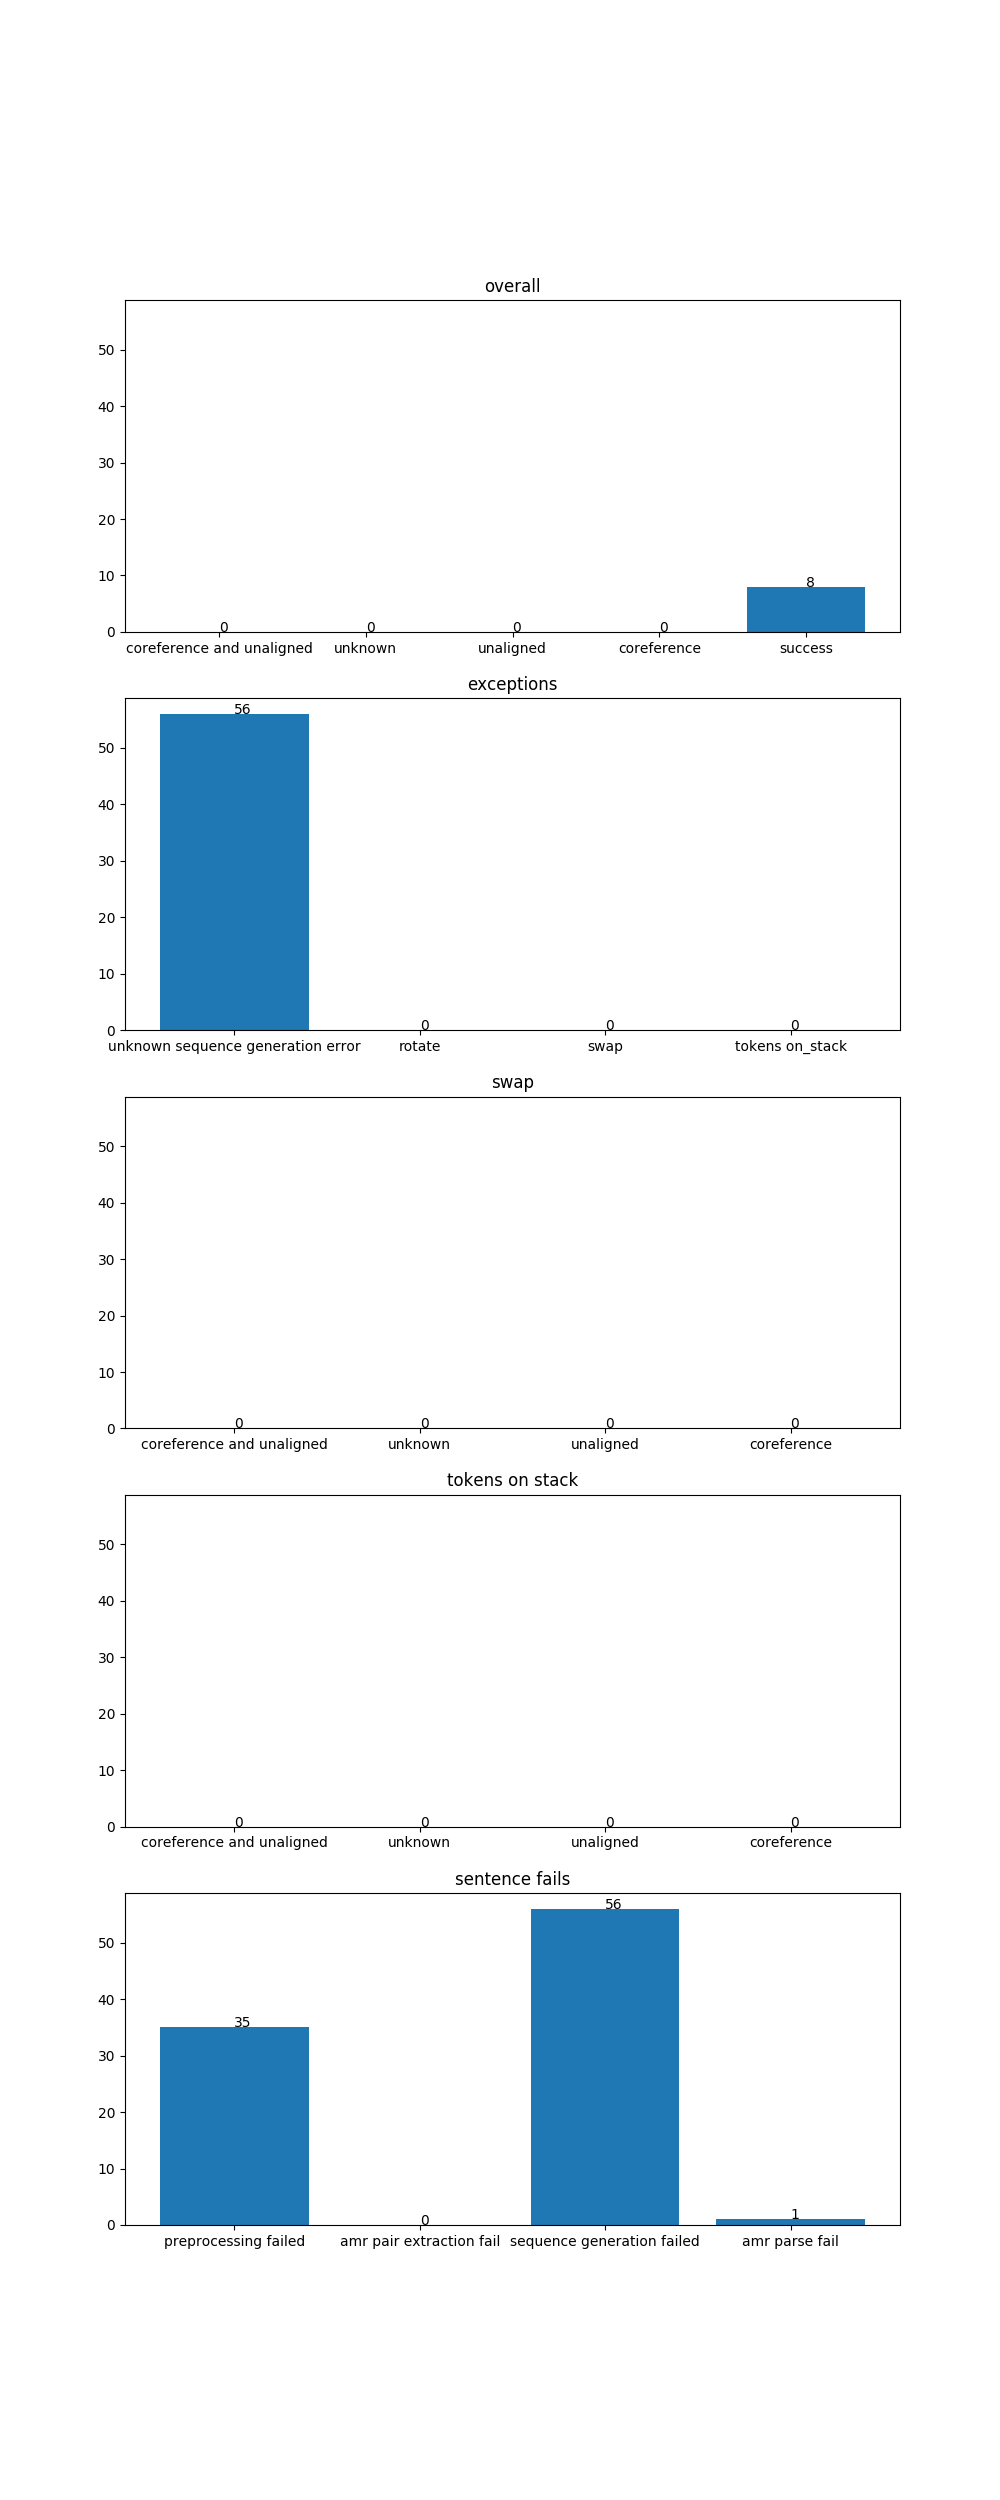 overall
50
40
30
20
10
0
0 0 0 0 8
coreference and unaligned unknown unaligned coreference success
exceptions
56
50
40
30
20
10
0
0 0 0
unknown sequence generation error rotate swap tokens on_stack
swap
50
40
30
20
10
0
0 0 0 0
coreference and unaligned unknown unaligned coreference
tokens on stack
50
40
30
20
10
0
0 0 0 0
coreference and unaligned unknown unaligned coreference
sentence fails
56
50
40
35
30
20
10
0
0 1
preprocessing failed amr pair extraction fail sequence generation failed amr parse fail